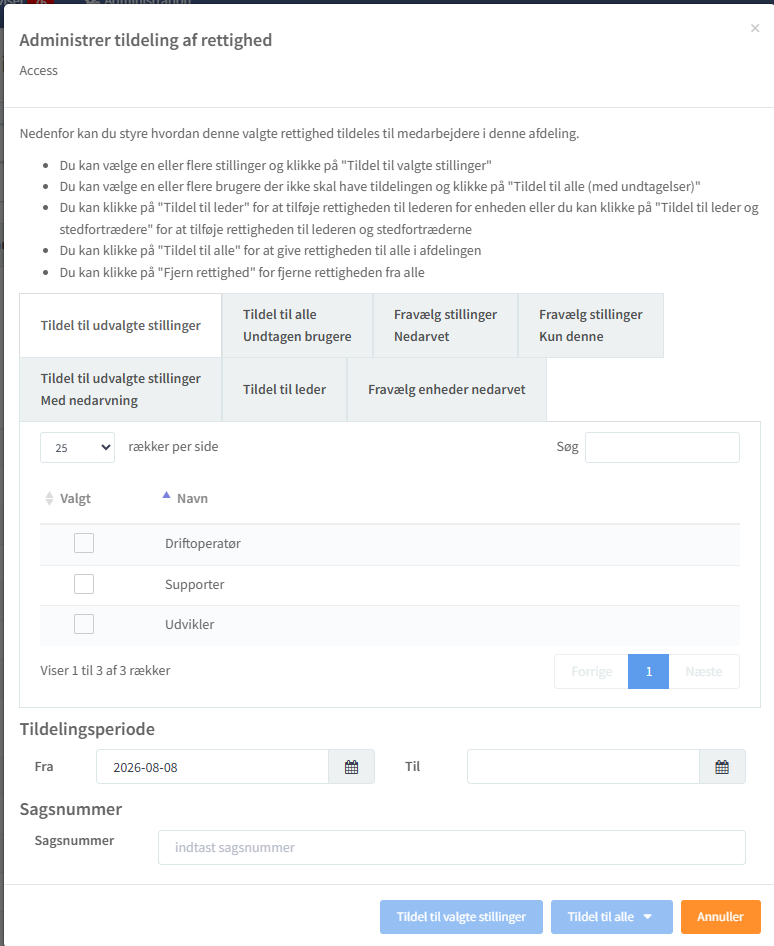 Administration
Administrer tildeling af rettighed
×
Access
Nedenfor kan du styre hvordan denne valgte rettighed tildeles til medarbejdere i denne afdeling.
• Du kan vælge en eller flere stillinger og klikke på "Tildel til valgte stillinger"
• Du kan vælge en eller flere brugere der ikke skal have tildelingen og klikke på "Tildel til alle (med undtagelser)"
• Du kan klikke på "Tildel til leder" for at tilføje rettigheden til lederen for enheden eller du kan klikke på "Tildel til leder og
stedfortrædere" for at tilføje rettigheden til lederen og stedfortræderne
• Du kan klikke på "Tildel til alle" for at give rettigheden til alle i afdelingen
• Du kan klikke på "Fjern rettighed" for fjerne rettigheden fra alle
Tildel til udvalgte stillinger
Tildel til alle
Undtagen brugere
Fravælg stillinger
Nedarvet
Fravælg stillinger
Kun denne
Tildel til udvalgte stillinger
Med nedarvning
Tildel til leder
Fravælg enheder nedarvet
25 rækker per side Søg
Valgt Navn
Driftoperatør
Supporter
Udvikler
Viser 1 til 3 af 3 rækker Forrige 1 Næste
Tildelingsperiode
Fra 2026-08-08 Til
Sagsnummer
Sagsnummer indtast sagsnummer
Tildel til valgte stillinger Tildel til alle Annuller